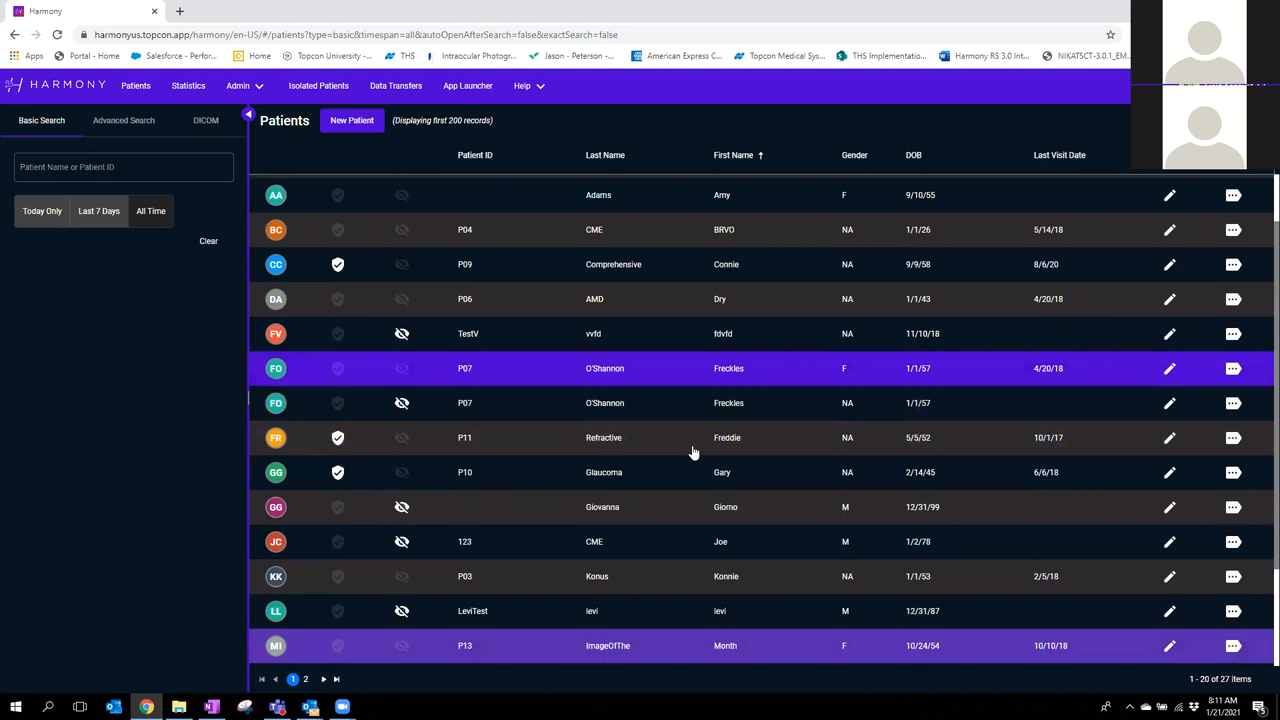 Harmony
harmonyus.topcon.app/harmony/en-US/#/patients?type=basic&timespan=all&autoOpenAfterSearch=false&exactSearch=false
Apps Portal - Home Salesforce - Perfor... Home Topcon University -... THS Intraocular Photogr... Jason - Peterson -... American Express C... Topcon Medical Sys... THS Implementation... Harmony RS 3.0 Int... NIKATSCT-3.0.1_EM...
HARMONY Patients Statistics Admin Isolated Patients Data Transfers App Launcher Help
Basic Search Advanced Search DICOM
Patients New Patient (Displaying first 200 records)
Patient Name or Patient ID
Today Only Last 7 Days All Time
Clear
Patient ID Last Name First Name Gender DOB Last Visit Date
AA Adams Amy F 9/10/55
BC P04 CME BRVO NA 1/1/26 5/14/18
CC P09 Comprehensive Connie NA 9/9/58 8/6/20
DA P06 AMD Dry NA 1/1/43 4/20/18
FV TestV vvfd fdvfd NA 11/10/18
FO P07 O'Shannon Freckles F 1/1/57 4/20/18
FO P07 O'Shannon Freckles NA 1/1/57
FR P11 Refractive Freddie NA 5/5/52 10/1/17
GG P10 Glaucoma Gary NA 2/14/45 6/6/18
GG Giovanna Giorno M 12/31/99
JC 123 CME Joe M 1/2/78
KK P03 Konus Konnie NA 1/1/53 2/5/18
LL LeviTest levi levi M 12/31/87
MI P13 ImageOfThe Month F 10/24/54 10/10/18
1 2 1 - 20 of 27 items
8:11 AM
1/21/2021